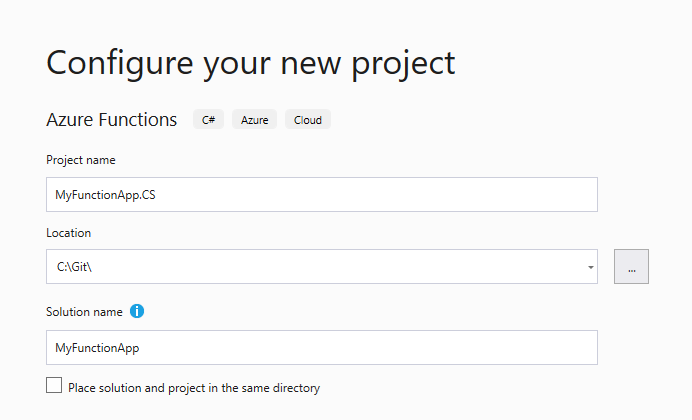 Configure your new project
Azure Functions C# Azure Cloud
Project name
MyFunctionApp.CS
Location
C:\Git\
...
Solution name
MyFunctionApp
Place solution and project in the same directory